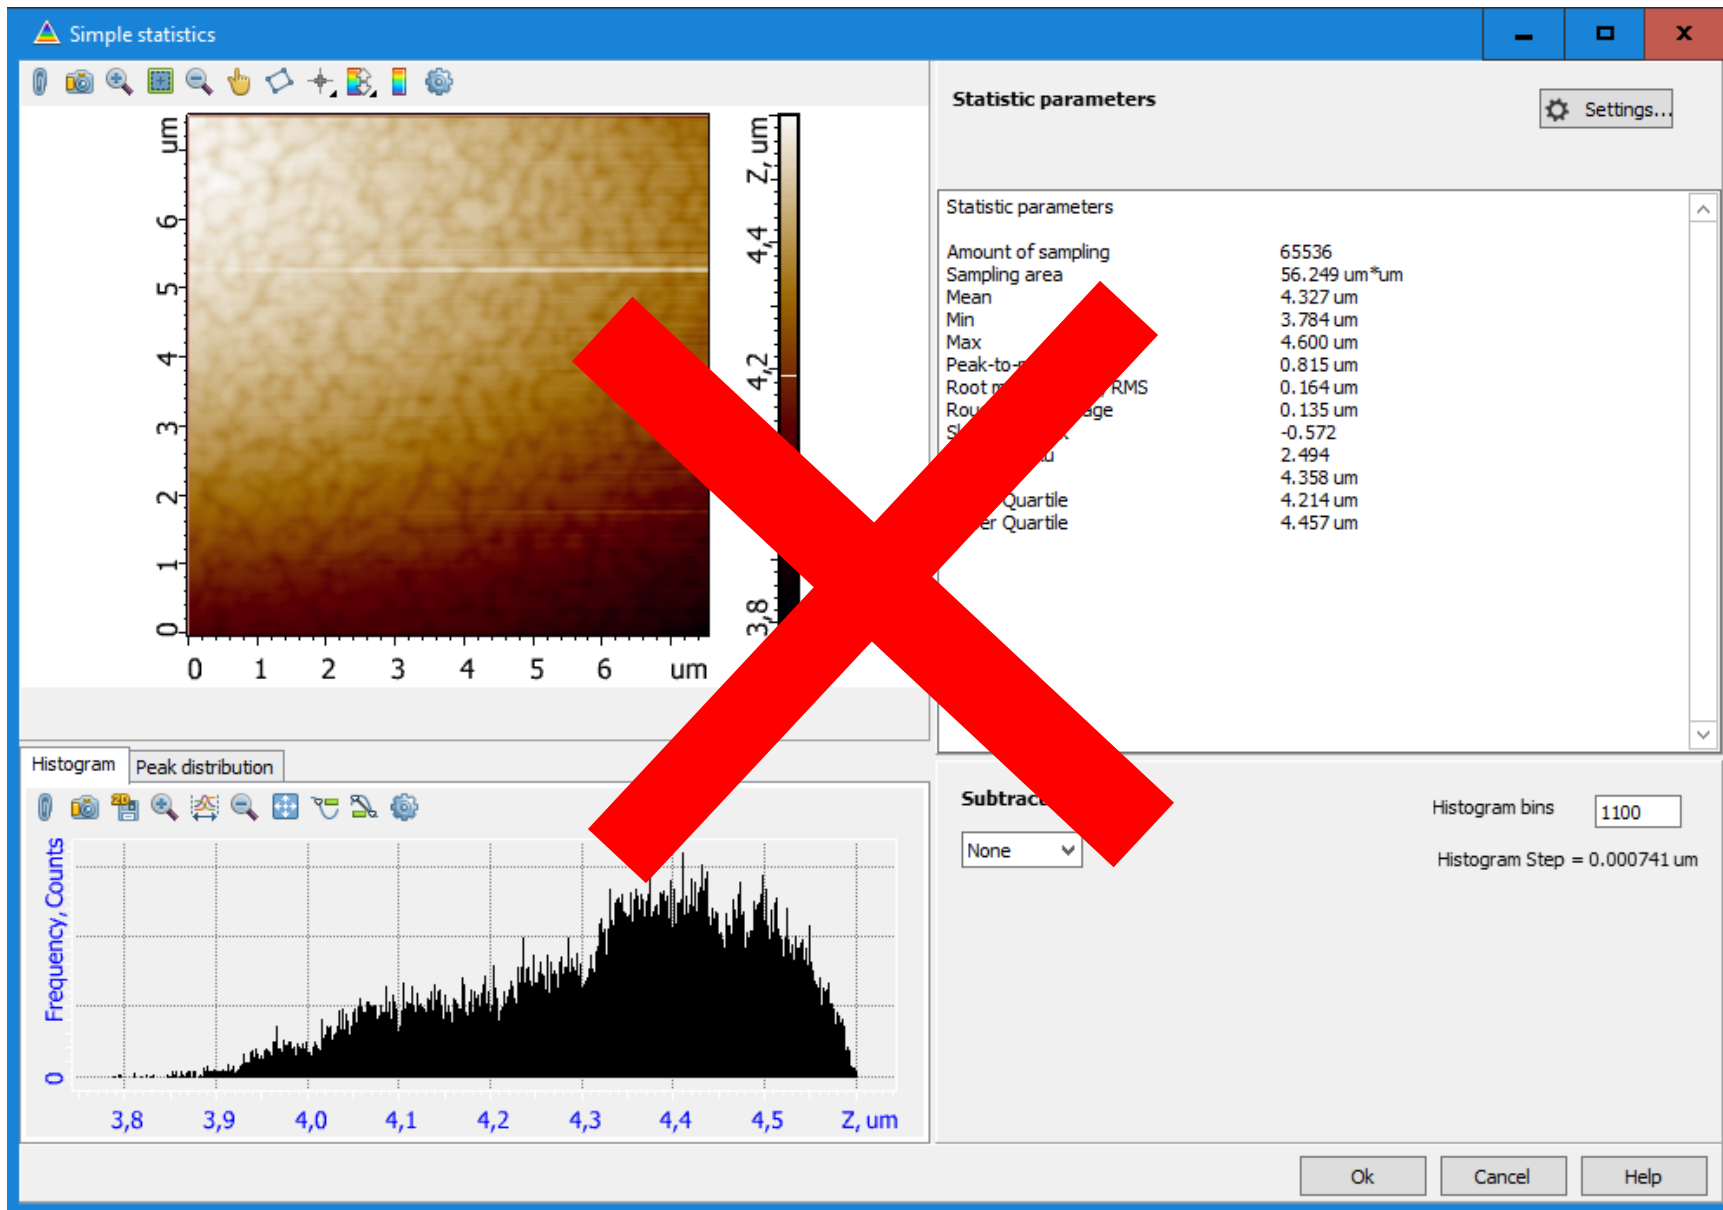 Simple statistics
Statistic parameters
Settings...
um
6
5
4
3
2
1
0
0 1 2 3 4 5 6 um
Z, um
4,4
4,2
3,8
Statistic parameters
Amount of sampling 65536
Sampling area 56.249 um*um
Mean 4.327 um
Min 3.784 um
Max 4.600 um
Peak-to- 0.815 um
Root RMS 0.164 um
0.135 um
-0.572
2.494
4.358 um
Quartile 4.214 um
Quartile 4.457 um
Histogram
Peak distribution
2D
Frequency, Counts
0
3,8 3,9 4,0 4,1 4,2 4,3 4,4 4,5 Z, um
None
Histogram bins 1100
Histogram Step = 0.000741 um
Ok Cancel Help